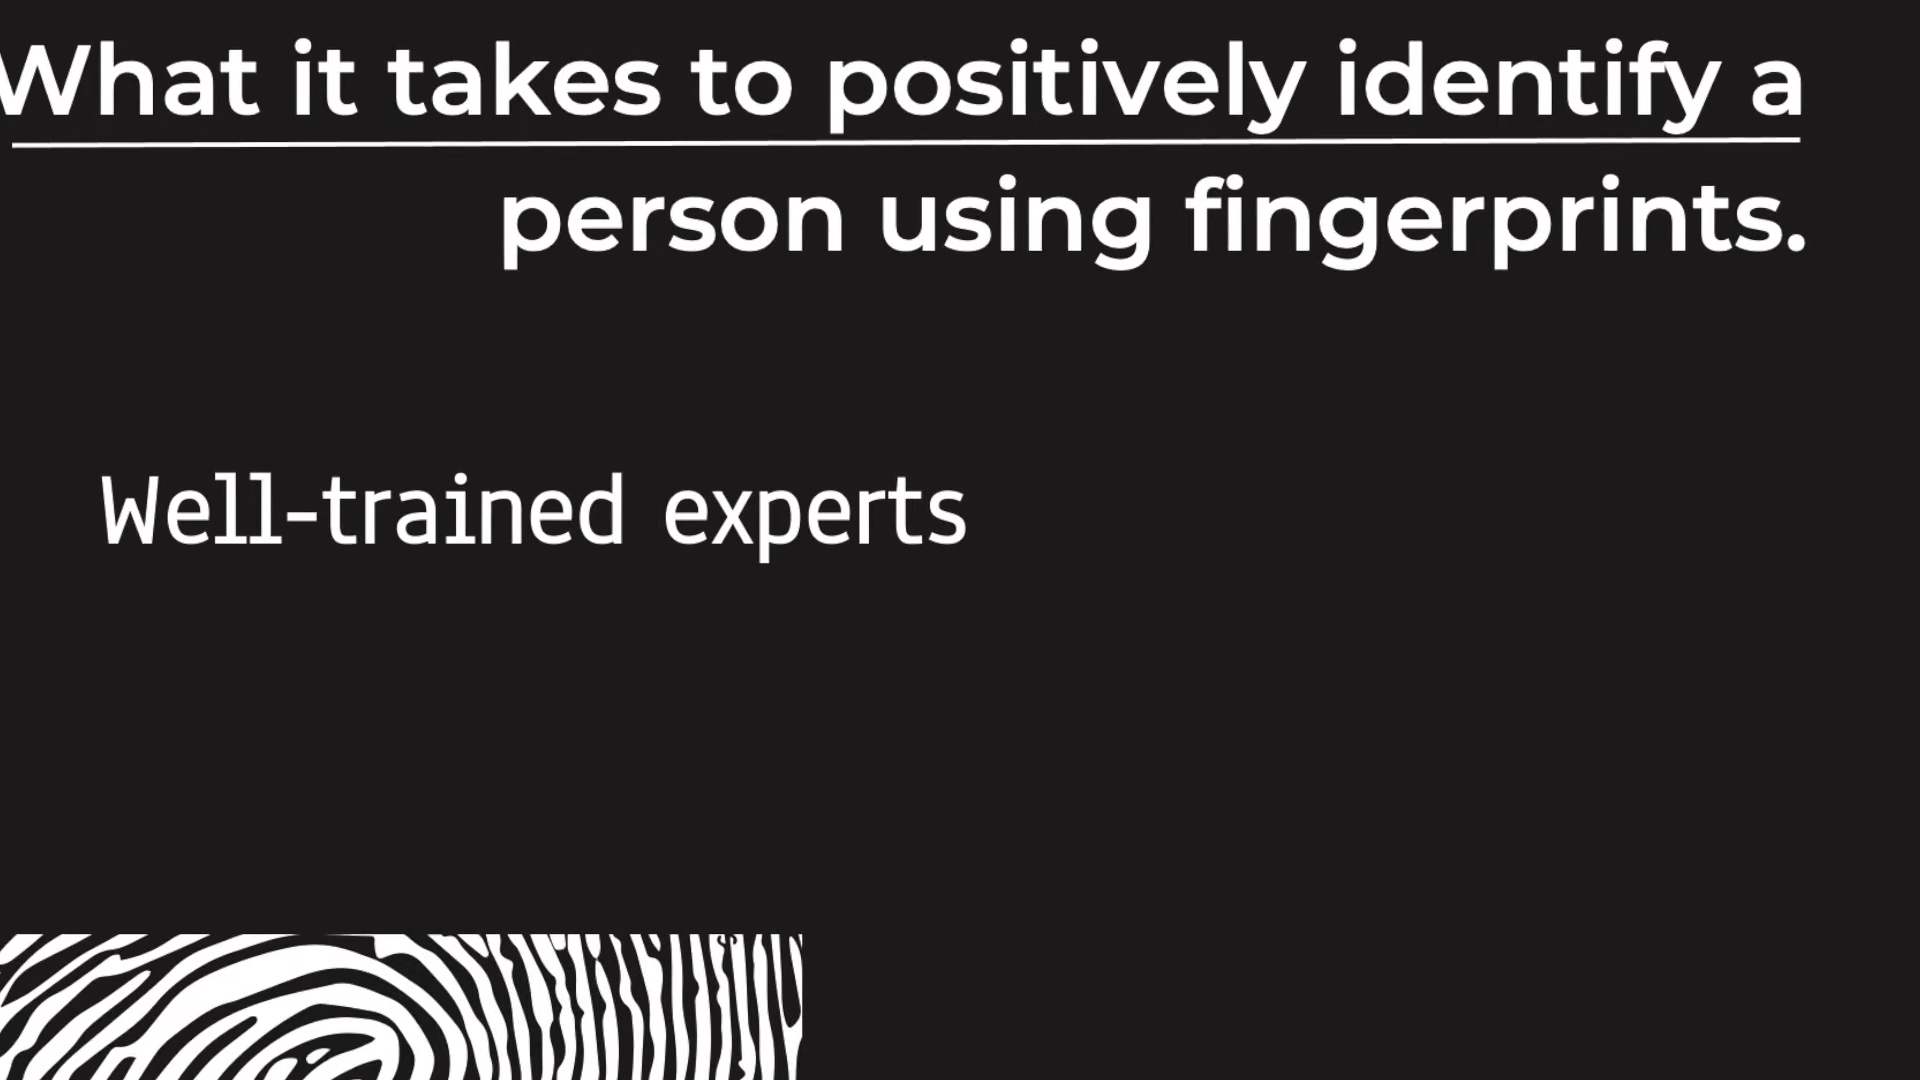 What it takes to positively identify a
person using fingerprints.
Well-trained experts